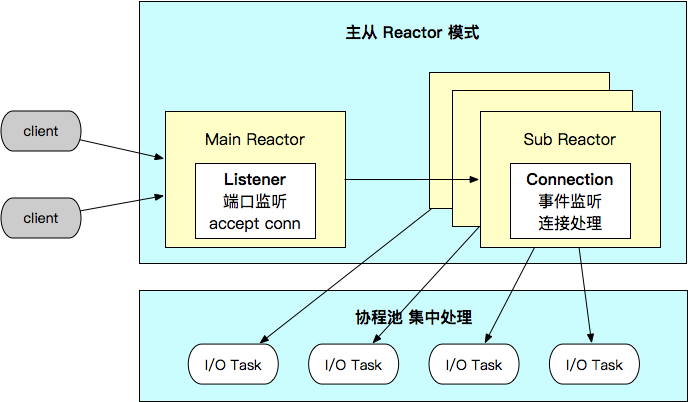 主从 Reactor 模式
client
client
Main Reactor
Listener
端口监听
accept conn
Sub Reactor
Connection
事件监听
连接处理
协程池 集中处理
I/O Task
I/O Task
I/O Task
I/O Task